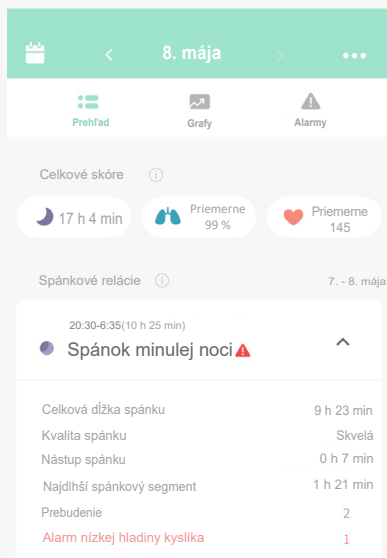 8. mája
Prehľad
Grafy
Alarmy
Celkové skóre
17 h 4 min
Priemerne
99 %
Priemerne
145
Spánkové relácie
7. - 8. mája
20:30-6:35(10 h 25 min)
Spánok minulej noci
Celková dĺžka spánku 9 h 23 min
Kvalita spánku Skvelá
Nástup spánku 0 h 7 min
Najdlhší spánkový segment 1 h 21 min
Prebudenie 2
Alarm nízkej hladiny kyslíka 1